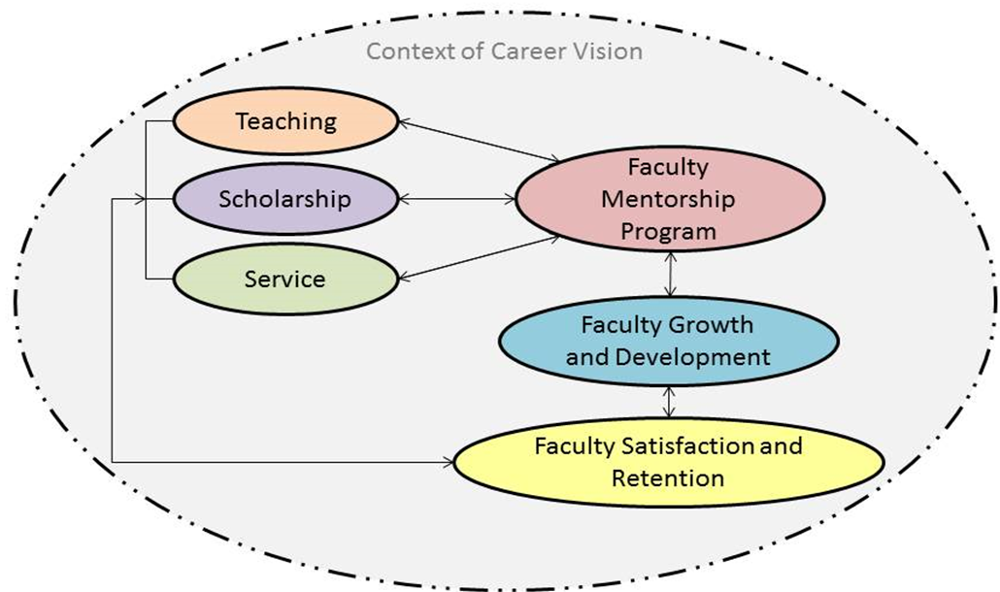 Context of Career Vision
Teaching
Scholarship
Service
Faculty
Mentorship
Program
Faculty Growth
and Development
Faculty Satisfaction and
Retention